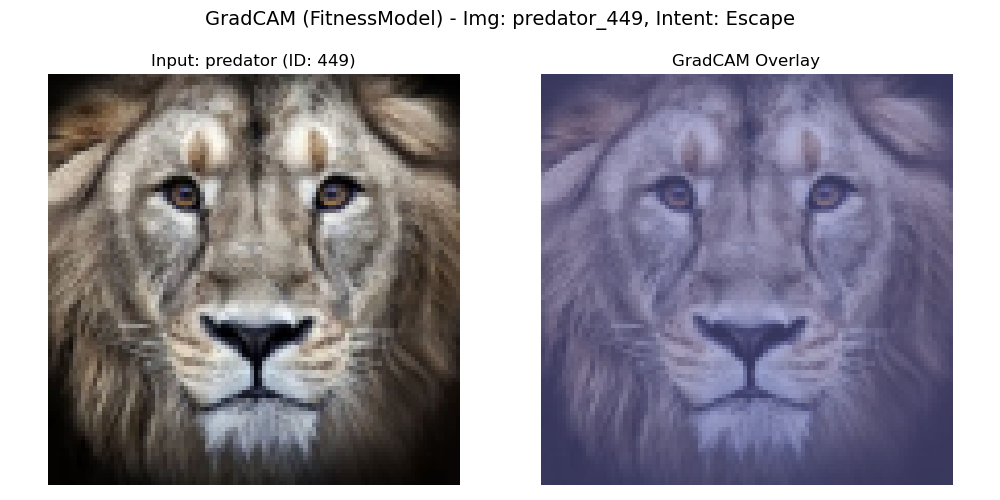 GradCAM (FitnessModel) - Img: predator_449, Intent: Escape
Input: predator (ID: 449)
GradCAM Overlay